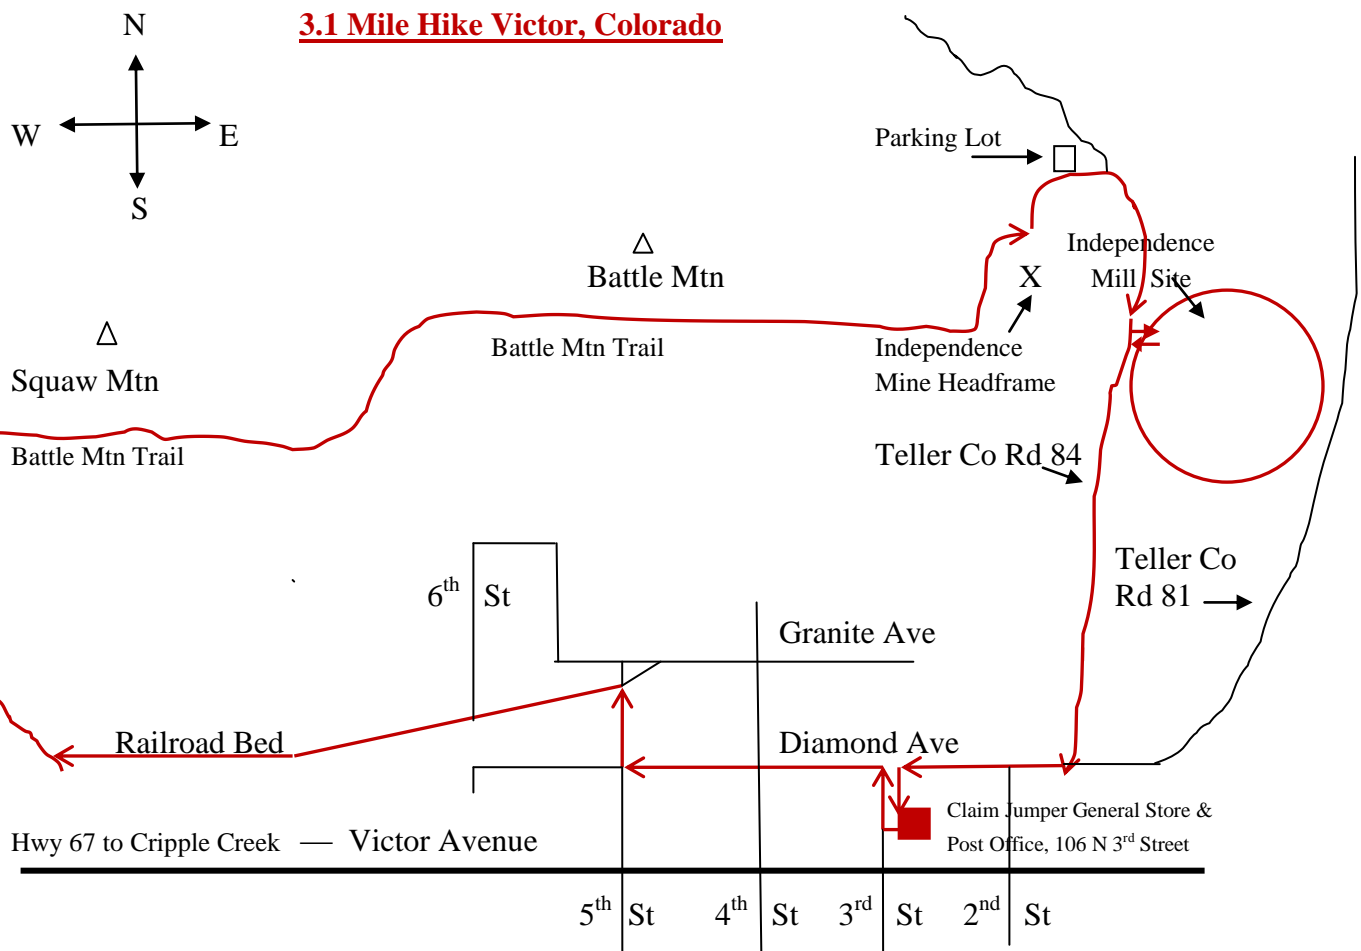 3.1 Mile Hike Victor, Colorado
N
W
E
S
Parking Lot
Independence
Mill Site
Battle Mtn
X
Squaw Mtn
Battle Mtn Trail
Independence
Mine Headframe
Battle Mtn Trail
Teller Co Rd 84
Teller Co
Rd 81
6th St
Granite Ave
Railroad Bed
Diamond Ave
Claim Jumper General Store &
Post Office, 106 N 3rd Street
Hwy 67 to Cripple Creek — Victor Avenue
5th St
4th St
3rd St
2nd St